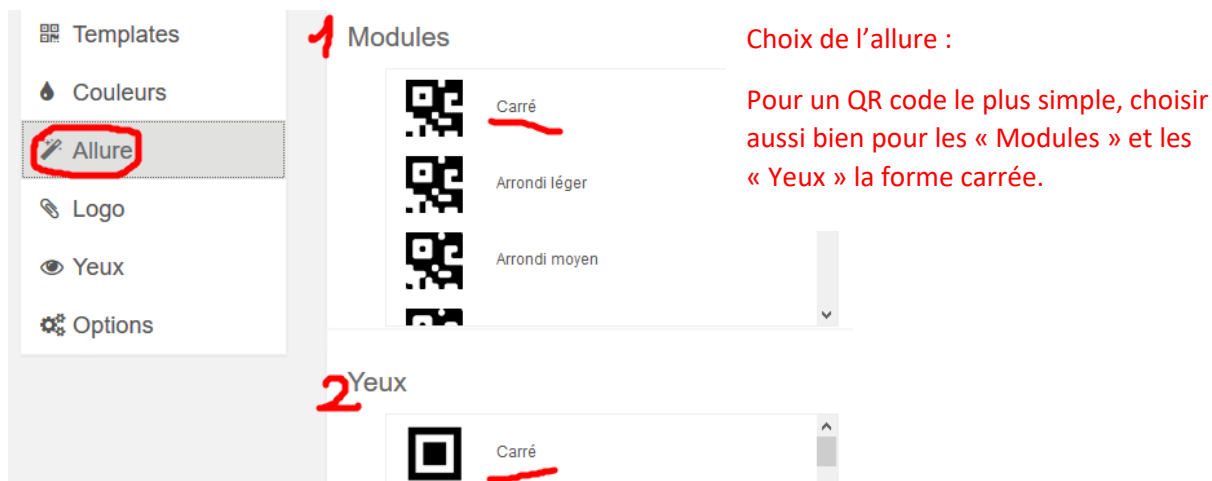 Templates
Couleurs
Allure
Logo
Yeux
Options
1 Modules
Carré
Arrondi léger
Arrondi moyen
2 Yeux
Carré
Choix de l’allure :
Pour un QR code le plus simple, choisir
aussi bien pour les « Modules » et les
« Yeux » la forme carrée.